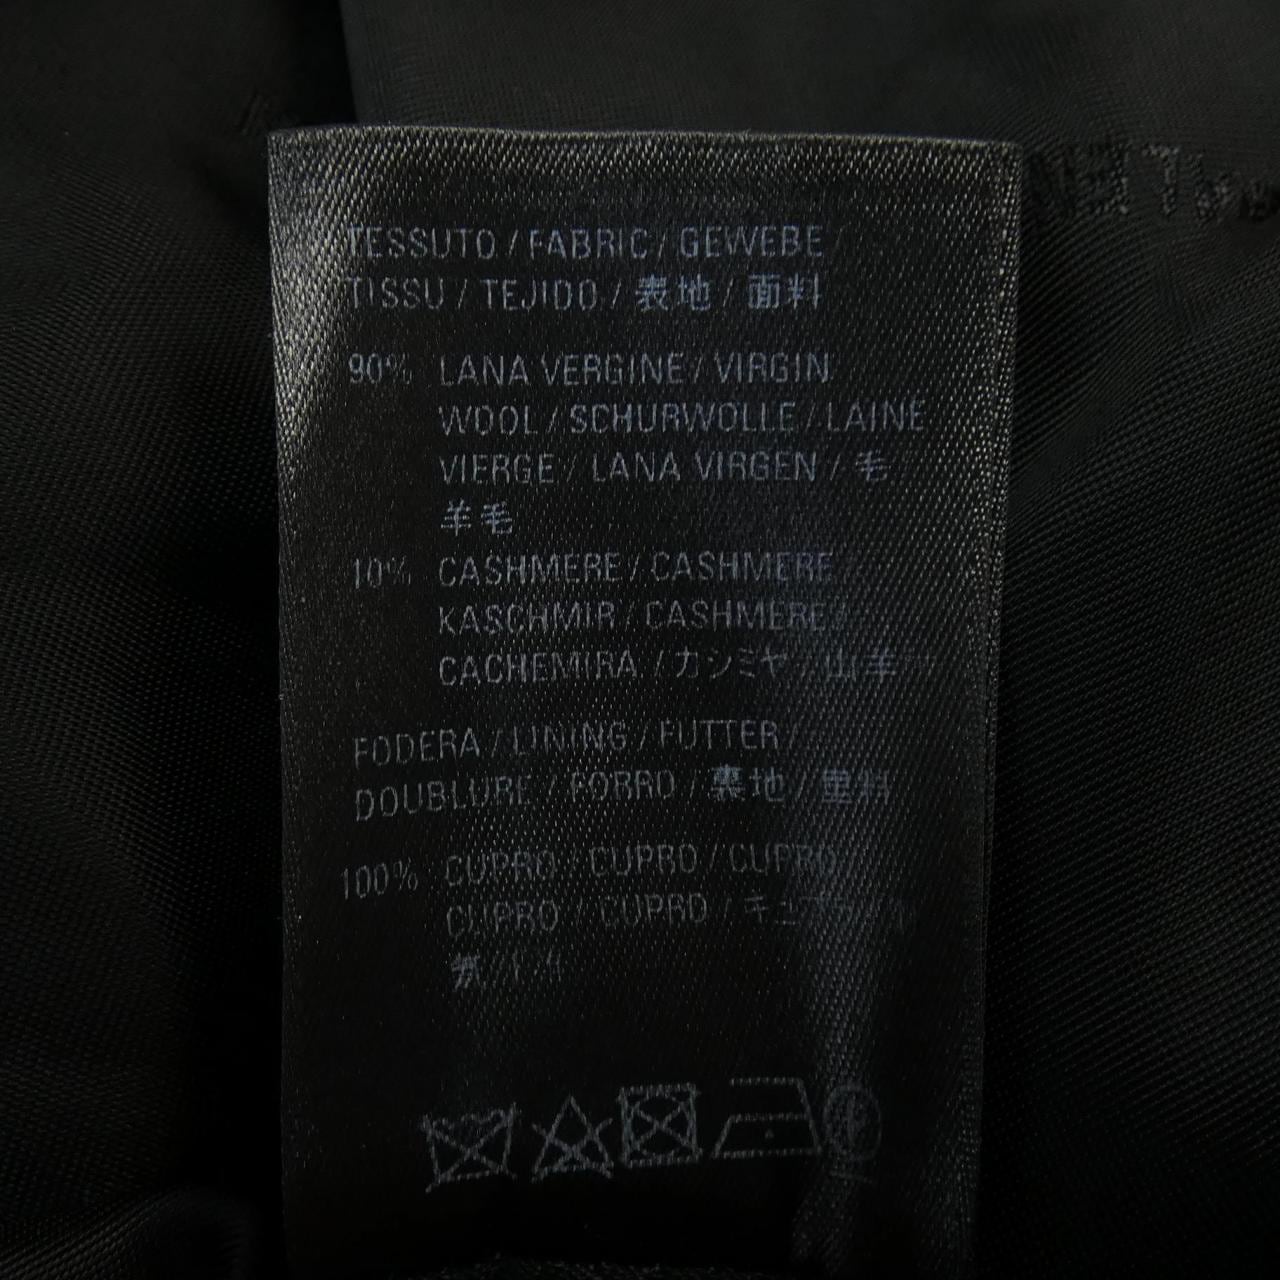 TESSUTO / FABRIC / GEWEBE /
TISSU / TEJIDO / 表地 / 面料
90% LANA VERGINE / VIRGIN
WOOL / SCHURWOLLE / LAINE
VIERGE / LANA VIRGEN / 毛
羊毛
10% CASHMERE / CASHMERE /
KASCHMIR / CASHMERE /
CACHEMIRA / カシミヤ / 山羊
FODERA / LINING / FUTTER /
DOUBLURE / FORRO / 裏地 / 里料
100% CUPRO / CUPRO / CUPRO /
CUPRO / CUPRO /